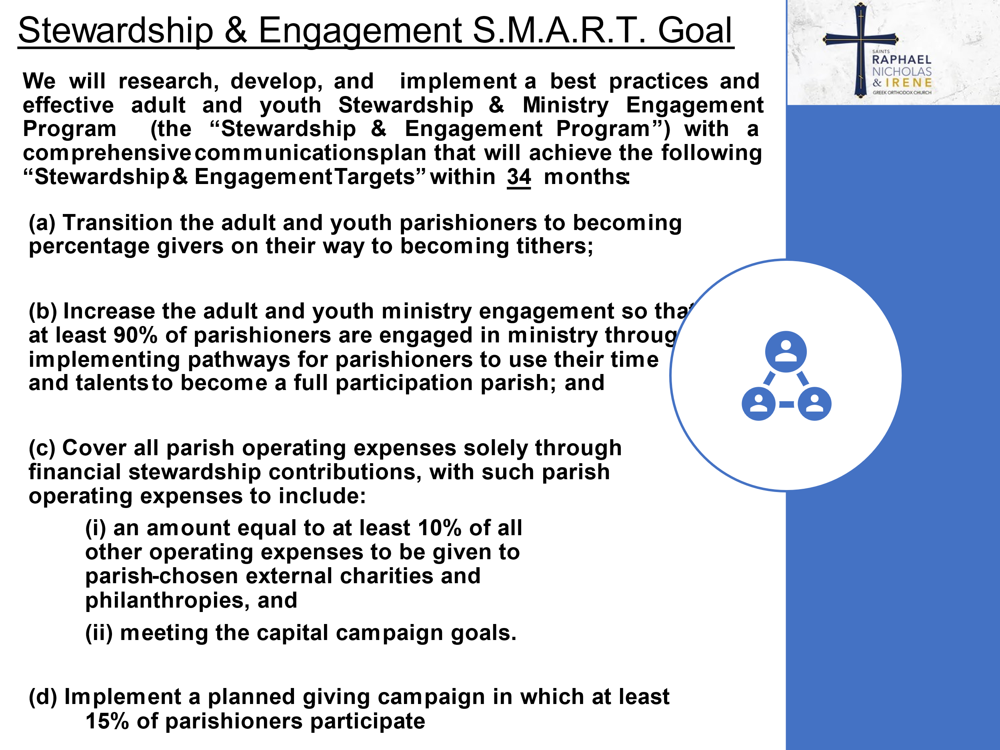 Stewardship & Engagement S.M.A.R.T. Goal
SAINTS
RAPHAEL
NICHOLAS
& IRENE
GREEK ORTHODOX CHURCH
We will research, develop, and implement a best practices and
effective adult and youth Stewardship & Ministry Engagement
Program (the “Stewardship & Engagement Program”) with a
comprehensive communications plan that will achieve the following
“Stewardship & Engagement Targets” within 34 months:
(a) Transition the adult and youth parishioners to becoming
percentage givers on their way to becoming tithers;
(b) Increase the adult and youth ministry engagement so that
at least 90% of parishioners are engaged in ministry throug
implementing pathways for parishioners to use their time
and talents to become a full participation parish; and
(c) Cover all parish operating expenses solely through
financial stewardship contributions, with such parish
operating expenses to include:
(i) an amount equal to at least 10% of all
other operating expenses to be given to
parish-chosen external charities and
philanthropies, and
(ii) meeting the capital campaign goals.
(d) Implement a planned giving campaign in which at least
15% of parishioners participate